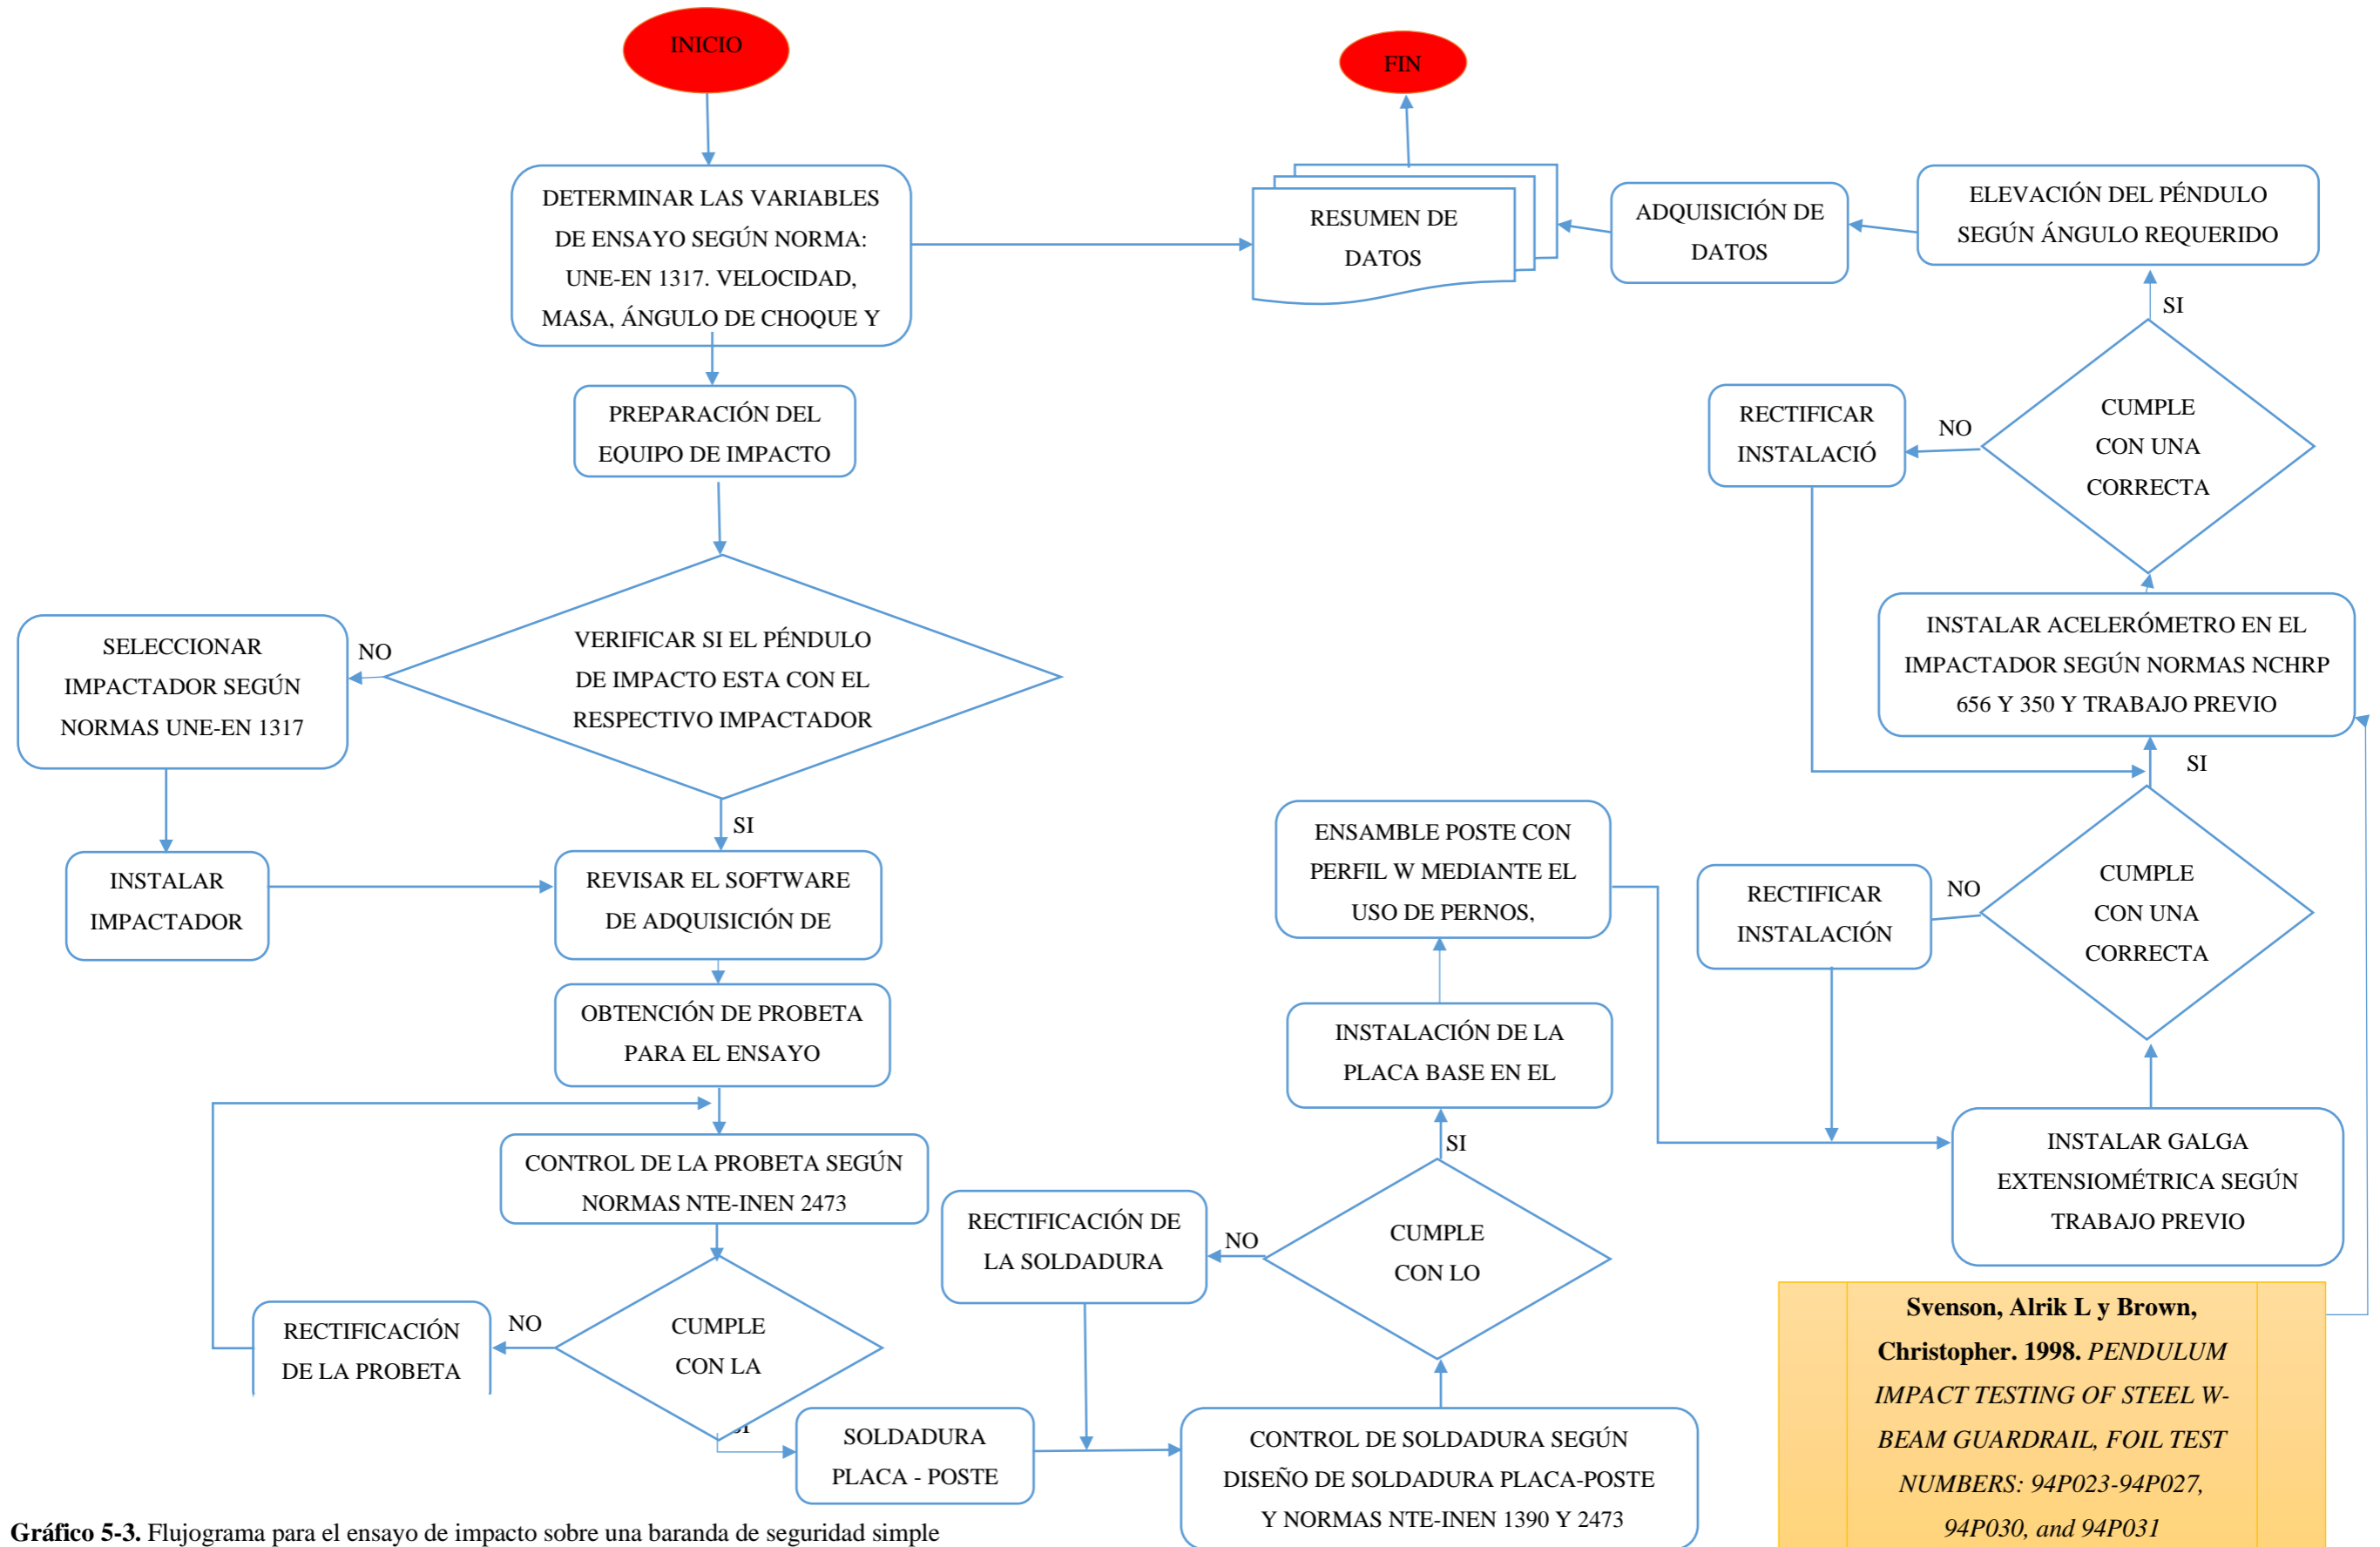 INICIO
DETERMINAR LAS VARIABLES
DE ENSAYO SEGÚN NORMA:
UNE-EN 1317. VELOCIDAD,
MASA, ÁNGULO DE CHOQUE Y
PREPARACIÓN DEL
EQUIPO DE IMPACTO
VERIFICAR SI EL PÉNDULO
DE IMPACTO ESTA CON EL
RESPECTIVO IMPACTADOR
NO
SELECCIONAR
IMPACTADOR SEGÚN
NORMAS UNE-EN 1317
INSTALAR
IMPACTADOR
SI
REVISAR EL SOFTWARE
DE ADQUISICIÓN DE
OBTENCIÓN DE PROBETA
PARA EL ENSAYO
CONTROL DE LA PROBETA SEGÚN
NORMAS NTE-INEN 2473
CUMPLE
CON LA
NO
RECTIFICACIÓN
DE LA PROBETA
SI
SOLDADURA
PLACA - POSTE
CONTROL DE SOLDADURA SEGÚN
DISEÑO DE SOLDADURA PLACA-POSTE
Y NORMAS NTE-INEN 1390 Y 2473
CUMPLE
CON LO
NO
RECTIFICACIÓN DE
LA SOLDADURA
SI
INSTALACIÓN DE LA
PLACA BASE EN EL
ENSAMBLE POSTE CON
PERFIL W MEDIANTE EL
USO DE PERNOS,
INSTALAR GALGA
EXTENSIOMÉTRICA SEGÚN
TRABAJO PREVIO
CUMPLE
CON UNA
CORRECTA
NO
RECTIFICAR
INSTALACIÓN
SI
INSTALAR ACELERÓMETRO EN EL
IMPACTADOR SEGÚN NORMAS NCHRP
656 Y 350 Y TRABAJO PREVIO
CUMPLE
CON UNA
CORRECTA
NO
RECTIFICAR
INSTALACIÓ
SI
ELEVACIÓN DEL PÉNDULO
SEGÚN ÁNGULO REQUERIDO
ADQUISICIÓN DE
DATOS
RESUMEN DE
DATOS
FIN
Svenson, Alrik L y Brown,
Christopher. 1998. PENDULUM
IMPACT TESTING OF STEEL W-
BEAM GUARDRAIL, FOIL TEST
NUMBERS: 94P023-94P027,
94P030, and 94P031
Gráfico 5-3. Flujograma para el ensayo de impacto sobre una baranda de seguridad simple